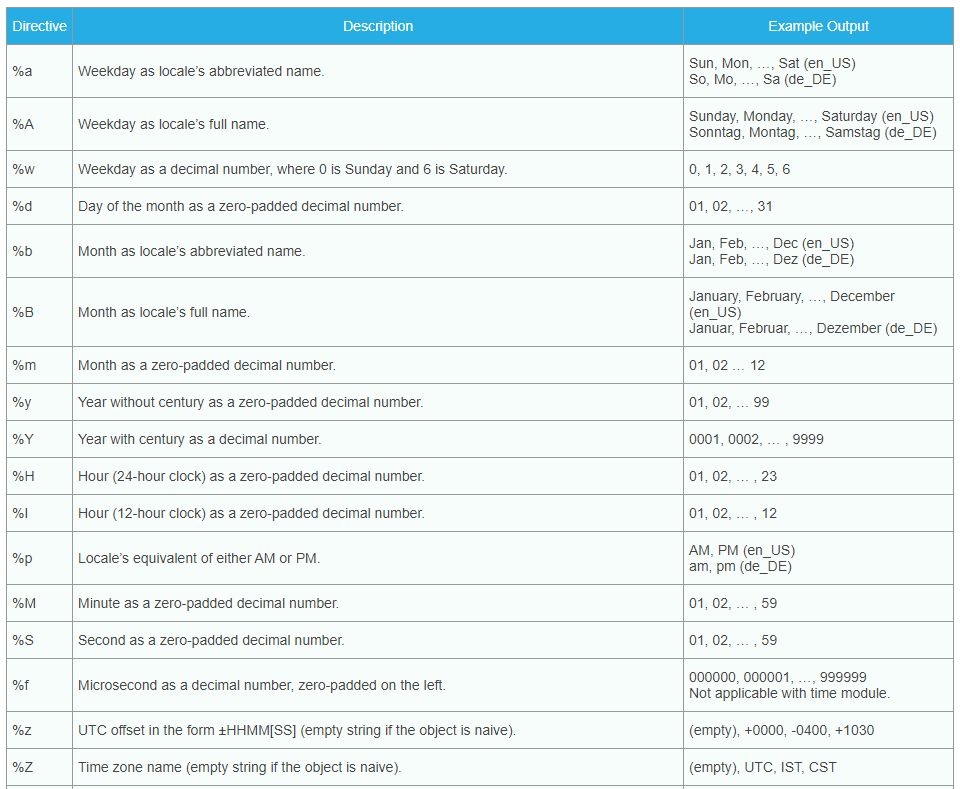 Directive Description Example Output
%a Weekday as locale’s abbreviated name. Sun, Mon, …, Sat (en_US)
So, Mo, …, Sa (de_DE)
%A Weekday as locale’s full name. Sunday, Monday, …, Saturday (en_US)
Sonntag, Montag, …, Samstag (de_DE)
%w Weekday as a decimal number, where 0 is Sunday and 6 is Saturday. 0, 1, 2, 3, 4, 5, 6
%d Day of the month as a zero-padded decimal number. 01, 02, …, 31
%b Month as locale’s abbreviated name. Jan, Feb, …, Dec (en_US)
Jan, Feb, …, Dez (de_DE)
%B Month as locale’s full name. January, February, …, December
(en_US)
Januar, Februar, …, Dezember (de_DE)
%m Month as a zero-padded decimal number. 01, 02 … 12
%y Year without century as a zero-padded decimal number. 01, 02, … 99
%Y Year with century as a decimal number. 0001, 0002, … , 9999
%H Hour (24-hour clock) as a zero-padded decimal number. 01, 02, … , 23
%I Hour (12-hour clock) as a zero-padded decimal number. 01, 02, … , 12
%p Locale’s equivalent of either AM or PM. AM, PM (en_US)
am, pm (de_DE)
%M Minute as a zero-padded decimal number. 01, 02, … , 59
%S Second as a zero-padded decimal number. 01, 02, … , 59
%f Microsecond as a decimal number, zero-padded on the left. 000000, 000001, …, 999999
Not applicable with time module.
%z UTC offset in the form ±HHMM[SS] (empty string if the object is naive). (empty), +0000, -0400, +1030
%Z Time zone name (empty string if the object is naive). (empty), UTC, IST, CST